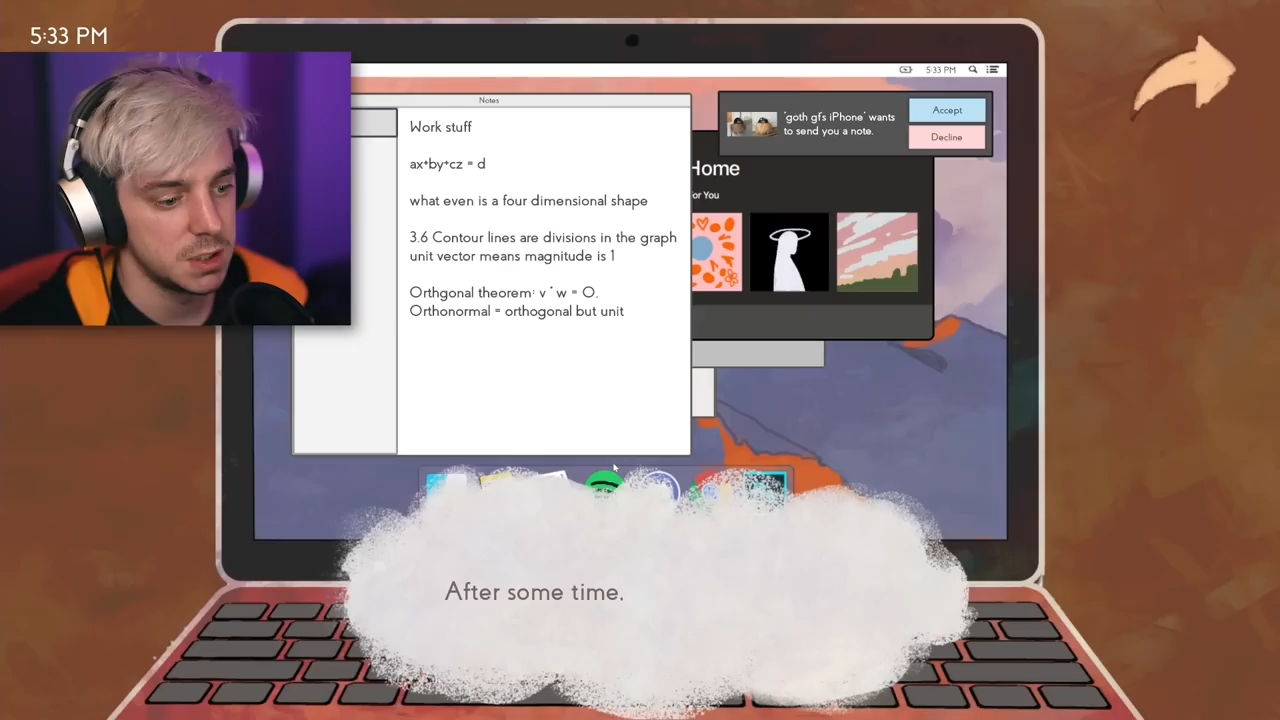 5:33 PM
5:33 PM
Notes
Work stuff
ax+by+cz = d
what even is a four dimensional shape
3.6 Contour lines are divisions in the graph
unit vector means magnitude is 1
Orthgonal theorem: v * w = 0.
Orthonormal = orthogonal but unit
"goth gfs iPhone" wants
to send you a note.
Accept
Decline
Home
For You
After some time,